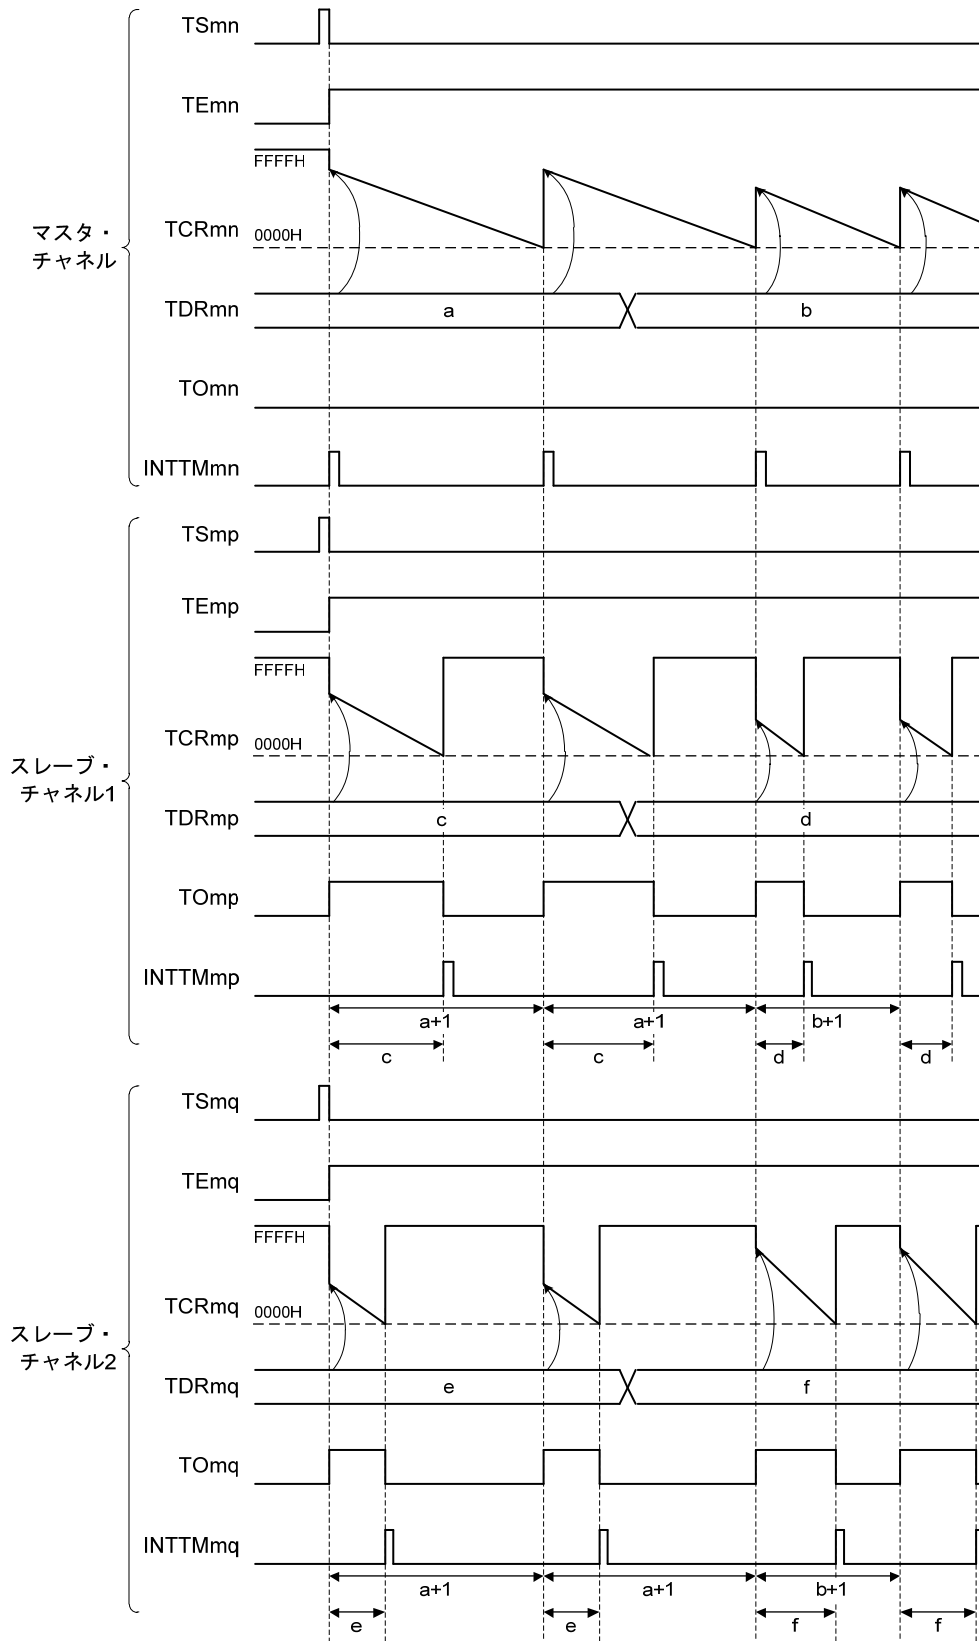 TSmn
TEmn
FFFFH
マスタ・
チャネル
TCRmn
0000H
TDRmn
a
b
TOmn
INTTMmn
TSmp
TEmp
FFFFH
TCRmp
0000H
スレーブ・
チャネル1
TDRmp
c
d
TOmp
INTTMmp
a+1
a+1
b+1
c
c
d
d
TSmq
TEmq
FFFFH
TCRmq
0000H
スレーブ・
チャネル2
TDRmq
e
f
TOmq
INTTMmq
a+1
a+1
b+1
e
e
f
f